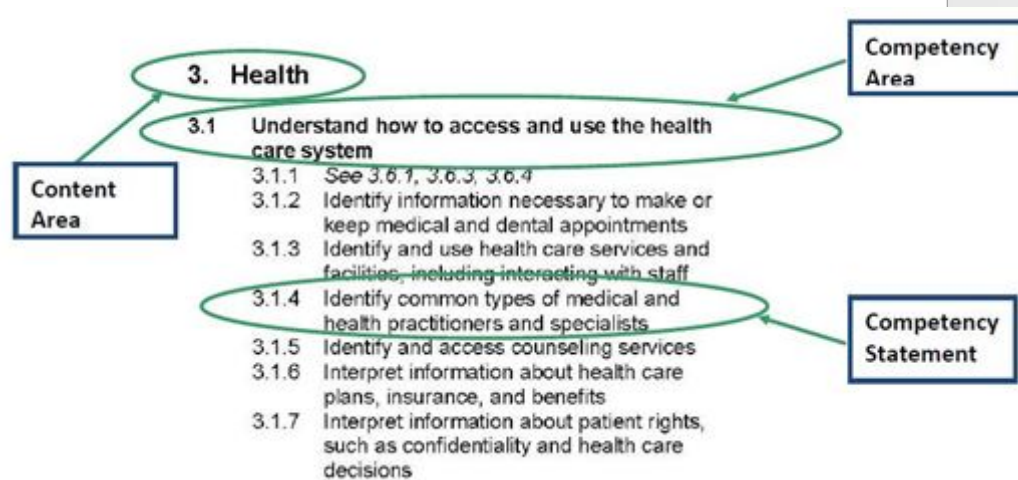 Competency
Area
3. Health
3.1 Understand how to access and use the health
care system
Content
Area
3.1.1 See 3.6.1, 3.6.3, 3.6.4
3.1.2 Identify information necessary to make or
keep medical and dental appointments
3.1.3 Identify and use health care services and
facilities, including interacting with staff
3.1.4 Identify common types of medical and
health practitioners and specialists
Competency
Statement
3.1.5 Identify and access counseling services
3.1.6 Interpret information about health care
plans, insurance, and benefits
3.1.7 Interpret information about patient rights,
such as confidentiality and health care
decisions